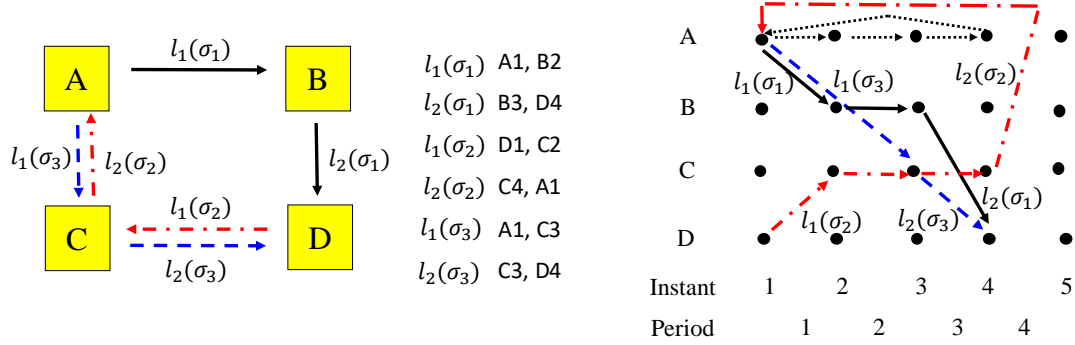 A
l₁(σ₁)
B
l₁(σ₃)
l₂(σ₂)
l₂(σ₁)
C
l₁(σ₂)
l₂(σ₃)
D
l₁(σ₁) A1, B2
l₂(σ₁) B3, D4
l₁(σ₂) D1, C2
l₂(σ₂) C4, A1
l₁(σ₃) A1, C3
l₂(σ₃) C3, D4
A
l₁(σ₁)
l₁(σ₃)
l₂(σ₂)
B
C
l₁(σ₂)
l₂(σ₃)
l₂(σ₁)
D
Instant 1 2 3 4 5
Period 1 2 3 4